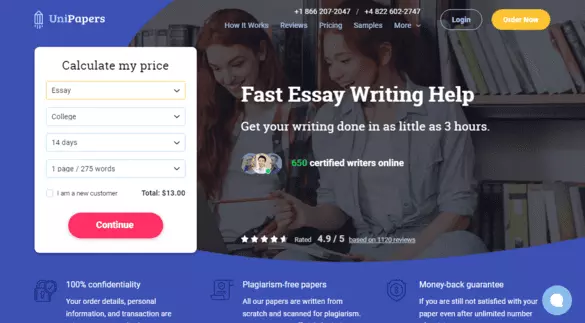 UniPapers
+1 866 207-2047 / +4 822 602-2747
How It Works Reviews Pricing Samples More
Login
Order Now
Calculate my price
Essay
College
14 days
1 page / 275 words
I am a new customer
Total: $13.00
Continue
Fast Essay Writing Help
Get your writing done in as little as 3 hours.
650 certified writers online
Rated 4.9 / 5 based on 1120 reviews
100% confidentiality
Your order details, personal
information, and transaction are
Plagiarism-free papers
All our papers are written from
scratch and scanned for plagiarism.
Money-back guarantee
If you are still not satisfied with your
paper even after unlimited number